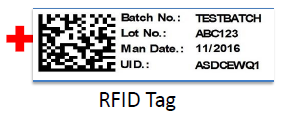 Batch No.: TESTBATCH
Lot No.: ABC123
Man Date.: 11/2016
UID.: ASDCEWQ1
RFID Tag